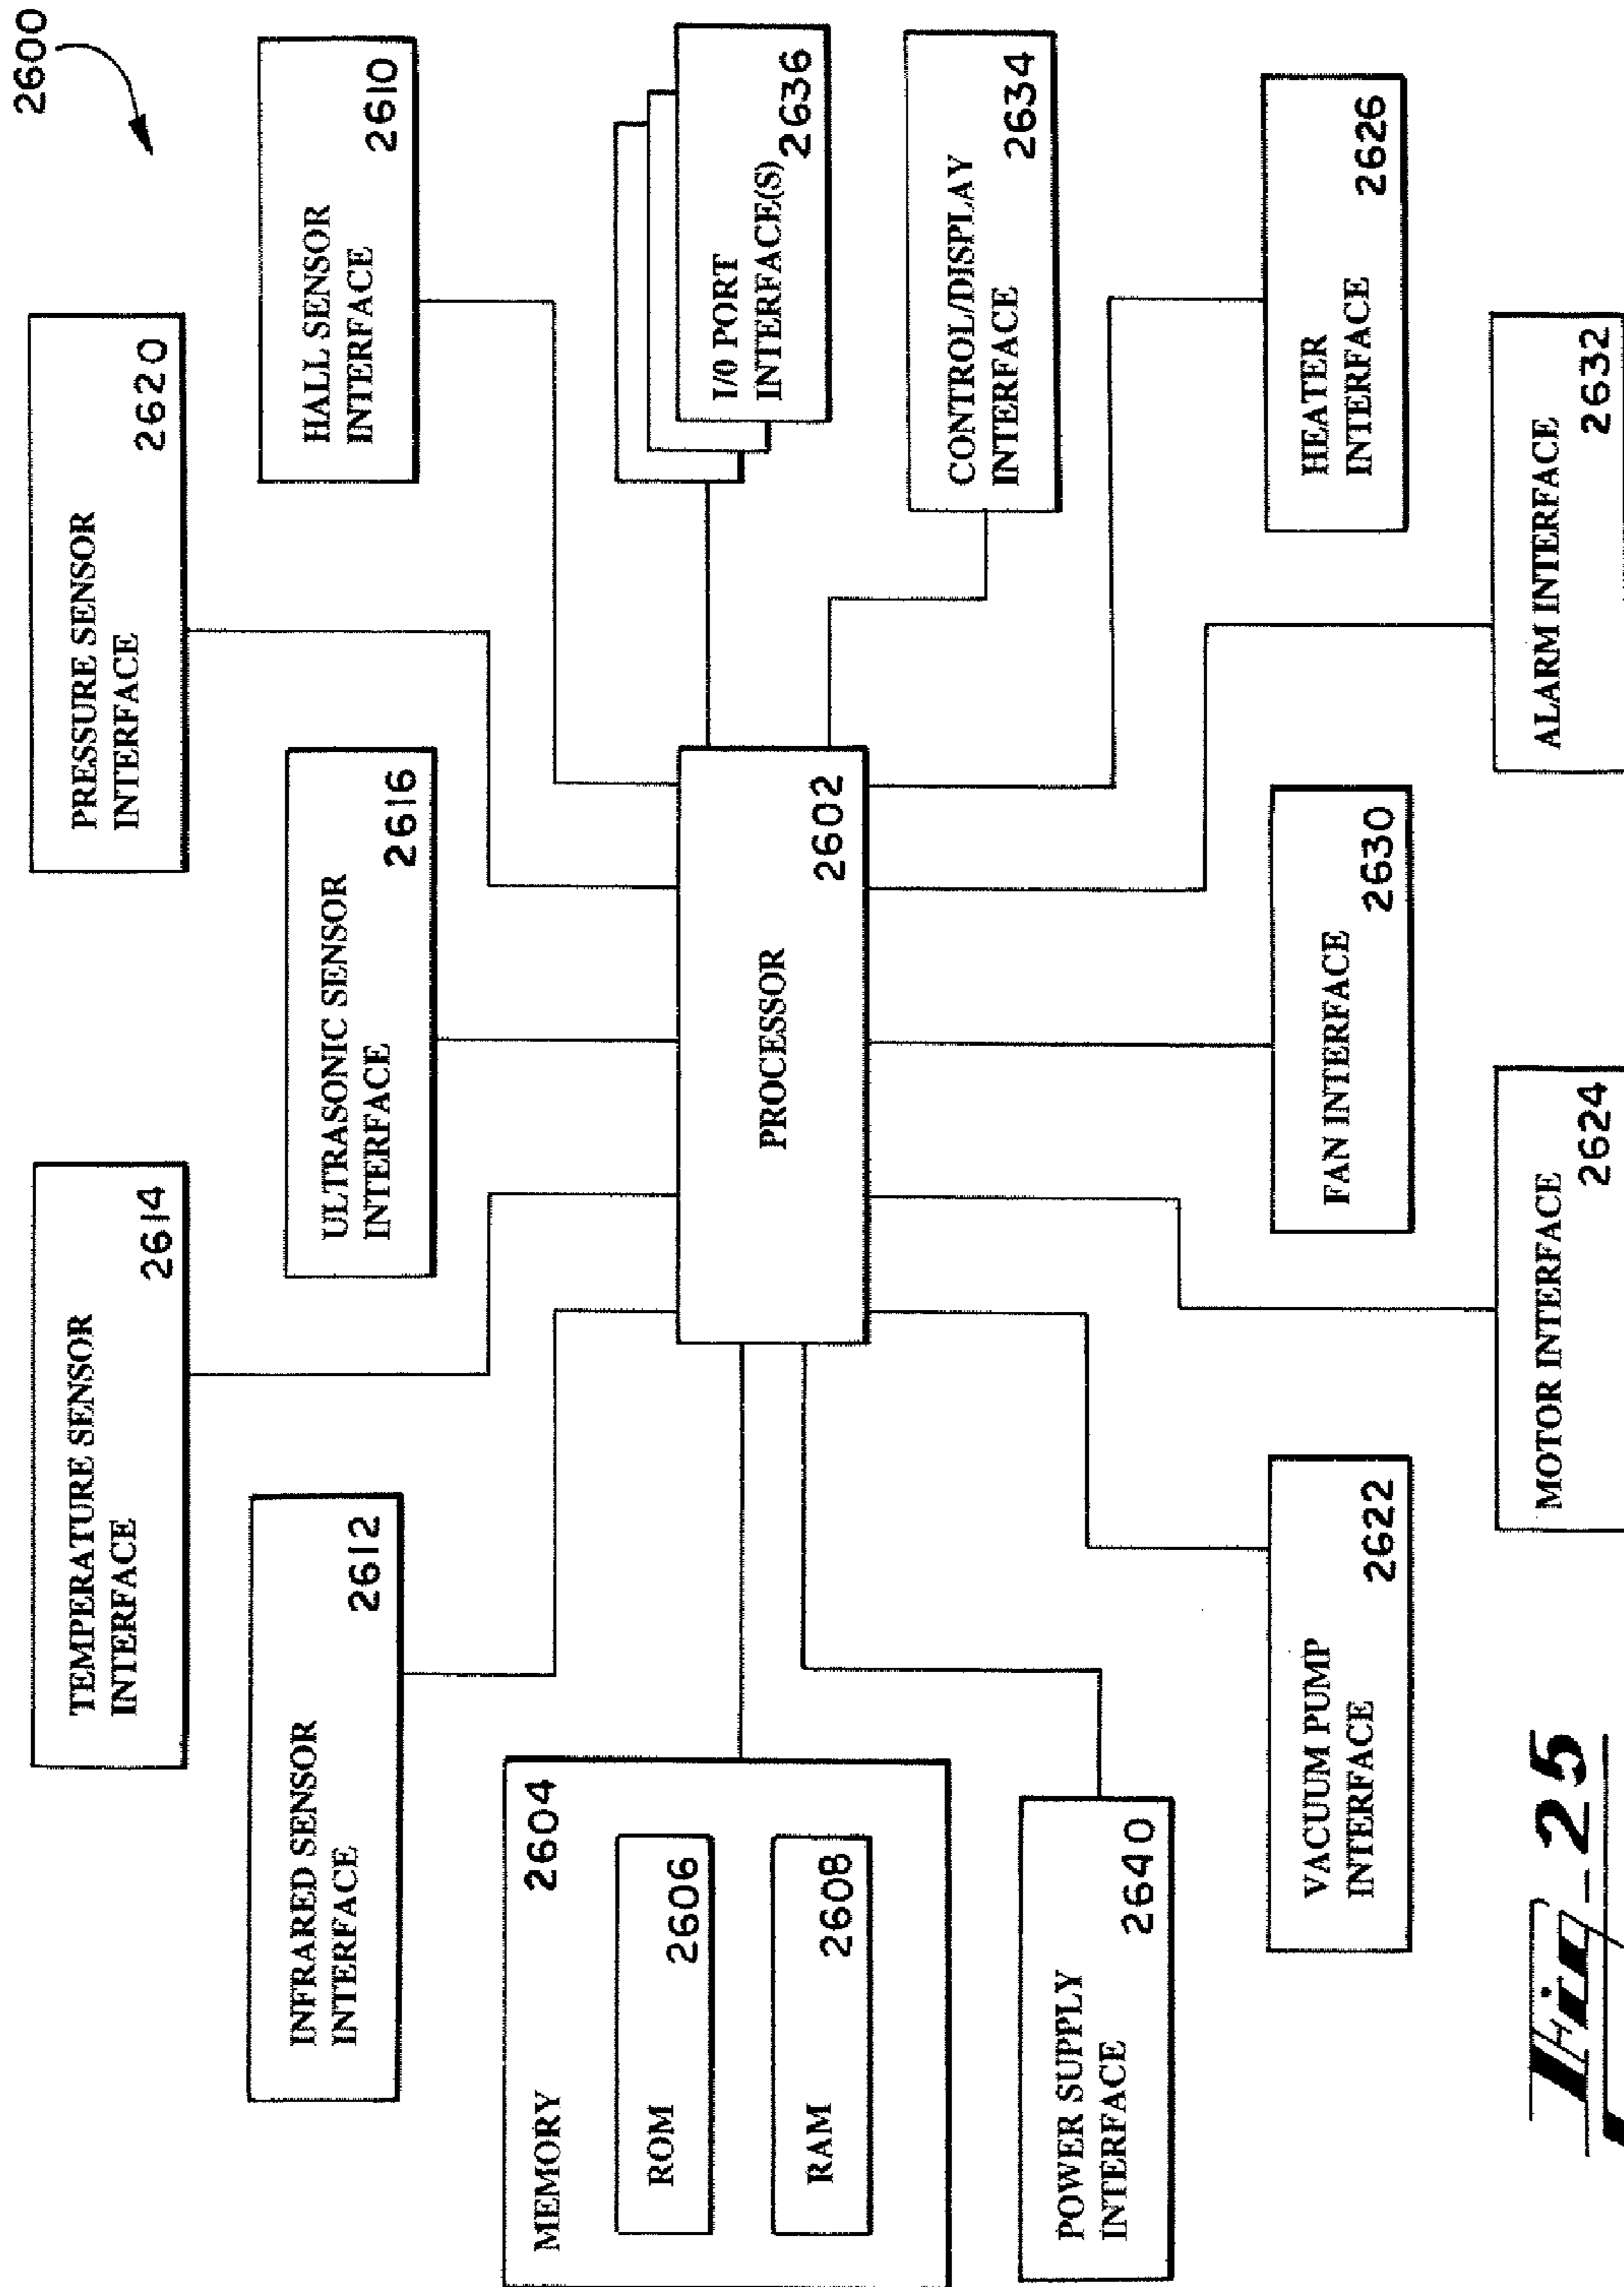 2600
TEMPERATURE SENSOR
INTERFACE
2614
PRESSURE SENSOR
INTERFACE
2620
INFRARED SENSOR
INTERFACE
2612
ULTRASONIC SENSOR
INTERFACE
2616
HALL SENSOR
INTERFACE
2610
MEMORY
2604
ROM
2606
RAM
2608
PROCESSOR
2602
I/0 PORT
INTERFACE(S)
2636
CONTROL/DISPLAY
INTERFACE
2634
POWER SUPPLY
INTERFACE
2640
VACUUM PUMP
INTERFACE
2622
FAN INTERFACE
2630
HEATER
INTERFACE
2626
MOTOR INTERFACE
2624
ALARM INTERFACE
2632
Fig_25